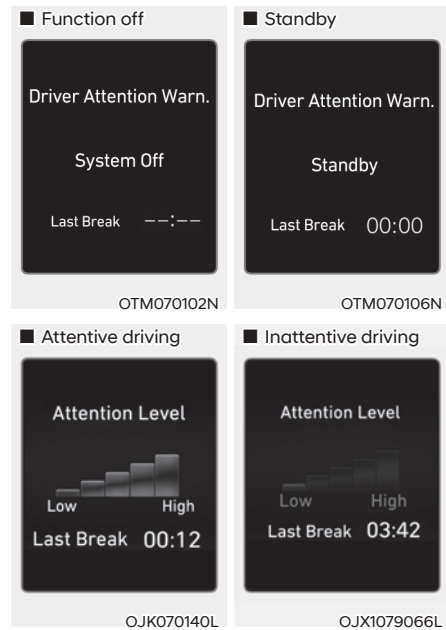 ■ Function off
Driver Attention Warn.
System Off
Last Break --:--
OTM070102N
■ Standby
Driver Attention Warn.
Standby
Last Break 00:00
OTM070106N
■ Attentive driving
Attention Level
Low High
Last Break 00:12
OJK070140L
■ Inattentive driving
Attention Level
Low High
Last Break 03:42
OJX1079066L